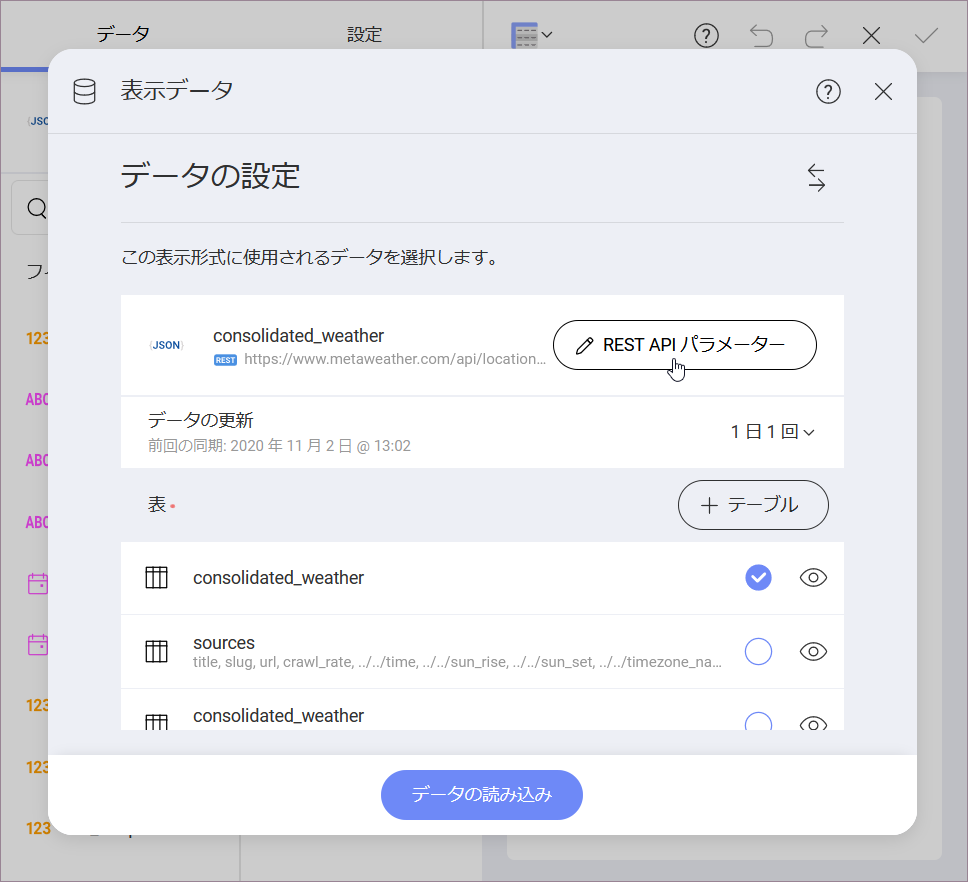 データ 設定
表示データ
データの設定
この表示形式に使用されるデータを選択します。
{JSON} consolidated_weather
REST https://www.metaweather.com/api/location...
REST API パラメーター
データの更新
前回の同期: 2020 年 11 月 2 日 @ 13:02
1 日 1 回
表
+ テーブル
consolidated_weather
sources
title, slug, url, crawl_rate, ../../time, ../../sun_rise, ../../sun_set, ../../timezone_na...
consolidated_weather
データの読み込み
123
ABC
ABC
ABC
123
123
123